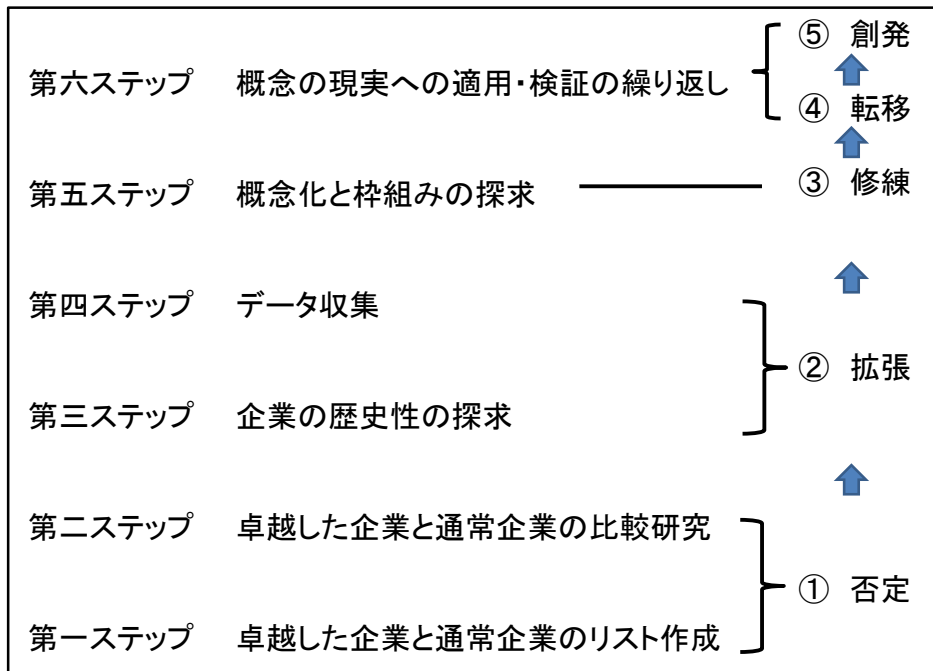 ⑤ 創発
第六ステップ 概念の現実への適用・検証の繰り返し
④ 転移
第五ステップ 概念化と枠組みの探求 ③ 修練
第四ステップ データ収集
② 拡張
第三ステップ 企業の歴史性の探求
第二ステップ 卓越した企業と通常企業の比較研究
① 否定
第一ステップ 卓越した企業と通常企業のリスト作成